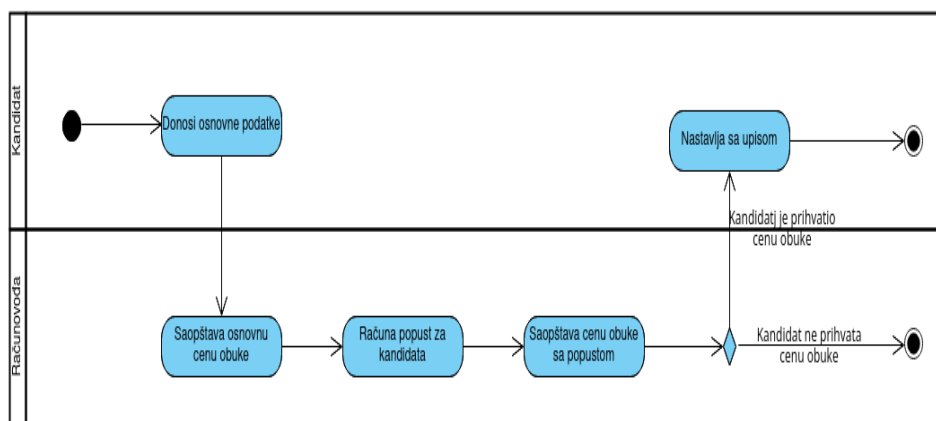 Kandidat
Donosi osnovne podatke
Nastavlja sa upisom
Kandidatj je prihvatio
cenu obuke
Računovođa
Saopštava osnovnu
cenu obuke
Računa popust za
kandidata
Saopštava cenu obuke
sa popustom
Kandidat ne prihvata
cenu obuke